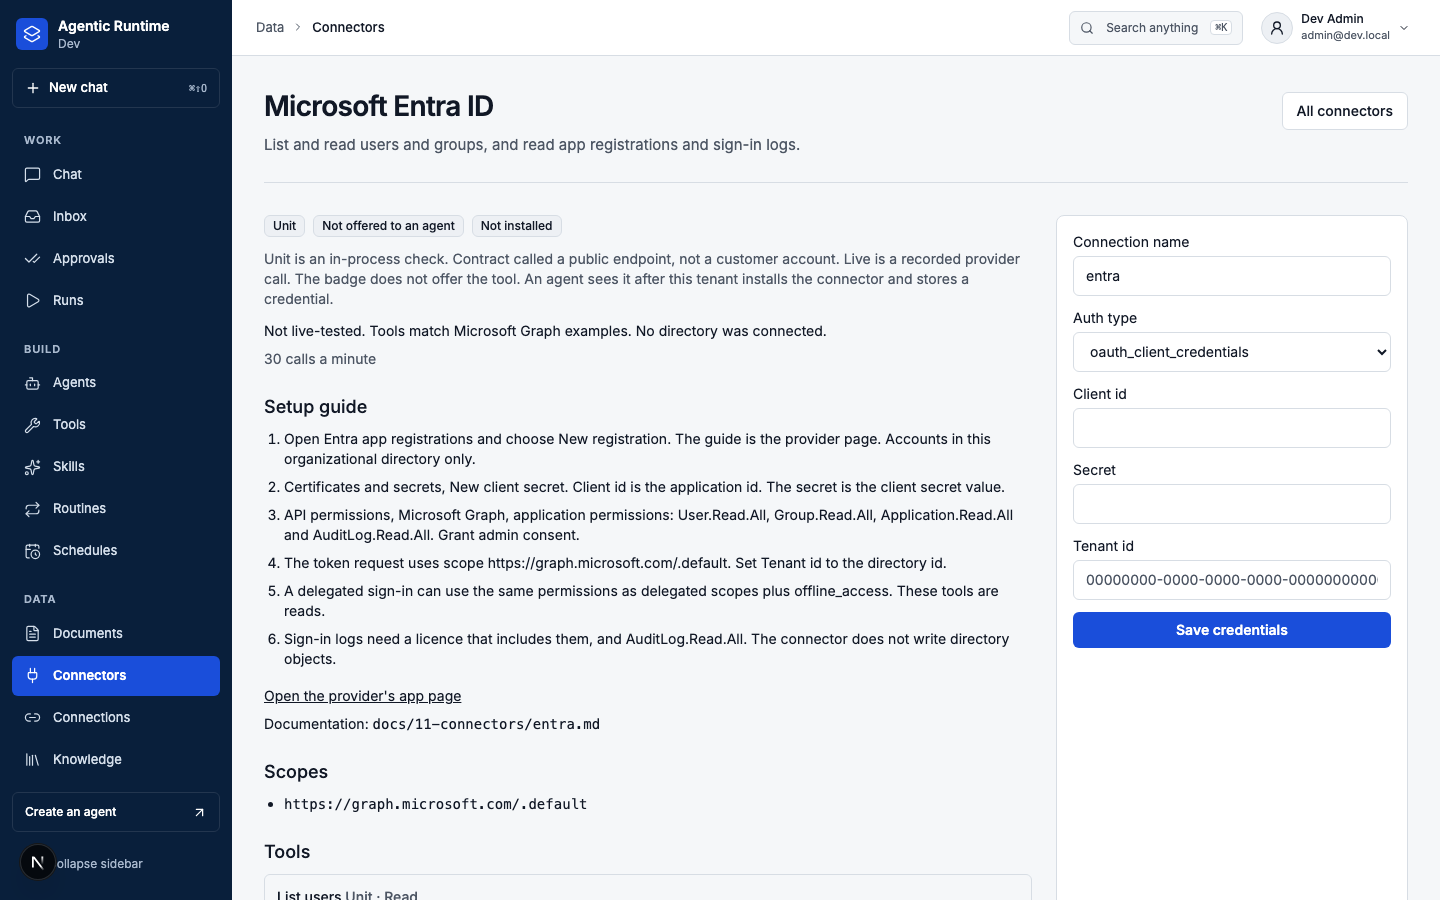 Agentic Runtime
Dev
New chat
⌘⇧O
WORK
Chat
Inbox
Approvals
Runs
BUILD
Agents
Tools
Skills
Routines
Schedules
DATA
Documents
Connectors
Connections
Knowledge
Create an agent
N
ollapse sidebar
Data > Connectors
Search anything ⌘K
Dev Admin
admin@dev.local
Microsoft Entra ID
All connectors
List and read users and groups, and read app registrations and sign-in logs.
Unit Not offered to an agent Not installed
Unit is an in-process check. Contract called a public endpoint, not a customer account. Live is a recorded provider
call. The badge does not offer the tool. An agent sees it after this tenant installs the connector and stores a
credential.
Not live-tested. Tools match Microsoft Graph examples. No directory was connected.
30 calls a minute
Setup guide
1. Open Entra app registrations and choose New registration. The guide is the provider page. Accounts in this
organizational directory only.
2. Certificates and secrets, New client secret. Client id is the application id. The secret is the client secret value.
3. API permissions, Microsoft Graph, application permissions: User.Read.All, Group.Read.All, Application.Read.All
and AuditLog.Read.All. Grant admin consent.
4. The token request uses scope https://graph.microsoft.com/.default. Set Tenant id to the directory id.
5. A delegated sign-in can use the same permissions as delegated scopes plus offline_access. These tools are
reads.
6. Sign-in logs need a licence that includes them, and AuditLog.Read.All. The connector does not write directory
objects.
Open the provider's app page
Documentation: docs/11-connectors/entra.md
Scopes
• https://graph.microsoft.com/.default
Tools
List users Unit · Read
Connection name
entra
Auth type
oauth_client_credentials
Client id
Secret
Tenant id
00000000-0000-0000-0000-0000000000
Save credentials